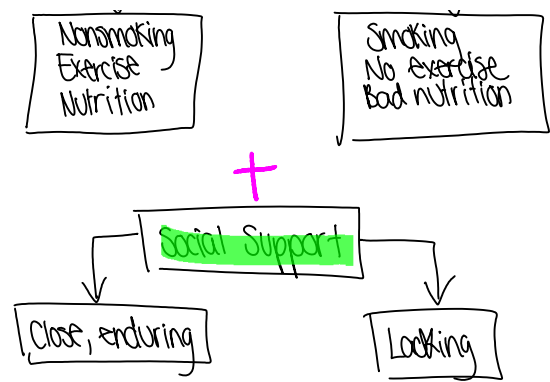 Nonsmoking
Exercise
Nutrition
Smoking
No exercise
Bad nutrition
+
Social Support
Close, enduring
Lacking